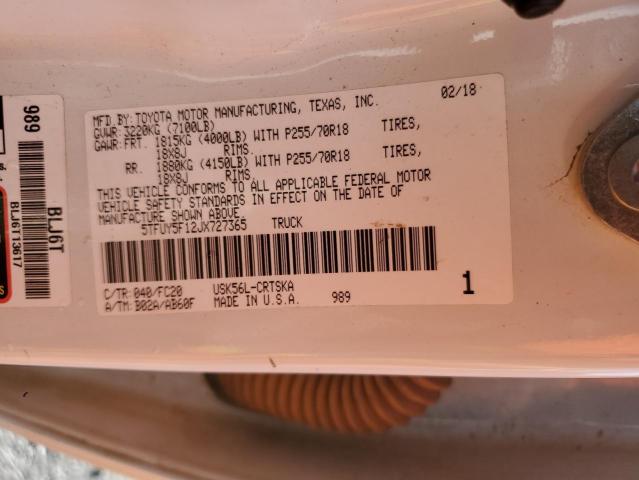 MFD.BY:TOYOTA MOTOR MANUFACTURING, TEXAS, INC. 02/18
GVWR:3220KG (7100LB)
GAWR:FRT. 1815KG (4000LB) WITH P255/70R18 TIRES,
18X8J RIMS.
RR. 1880KG (4150LB) WITH P255/70R18 TIRES,
18X8J RIMS.
THIS VEHICLE CONFORMS TO ALL APPLICABLE FEDERAL MOTOR
VEHICLE SAFETY STANDARDS IN EFFECT ON THE DATE OF
MANUFACTURE SHOWN ABOVE.
5TFUY5F12JX727365 TRUCK
C/TR:040/FC20 USK56L-CRTSKA
A/TM:B02A/AB60F MADE IN U.S.A. 989 1
989
BLJ6T
BLJ6T13617